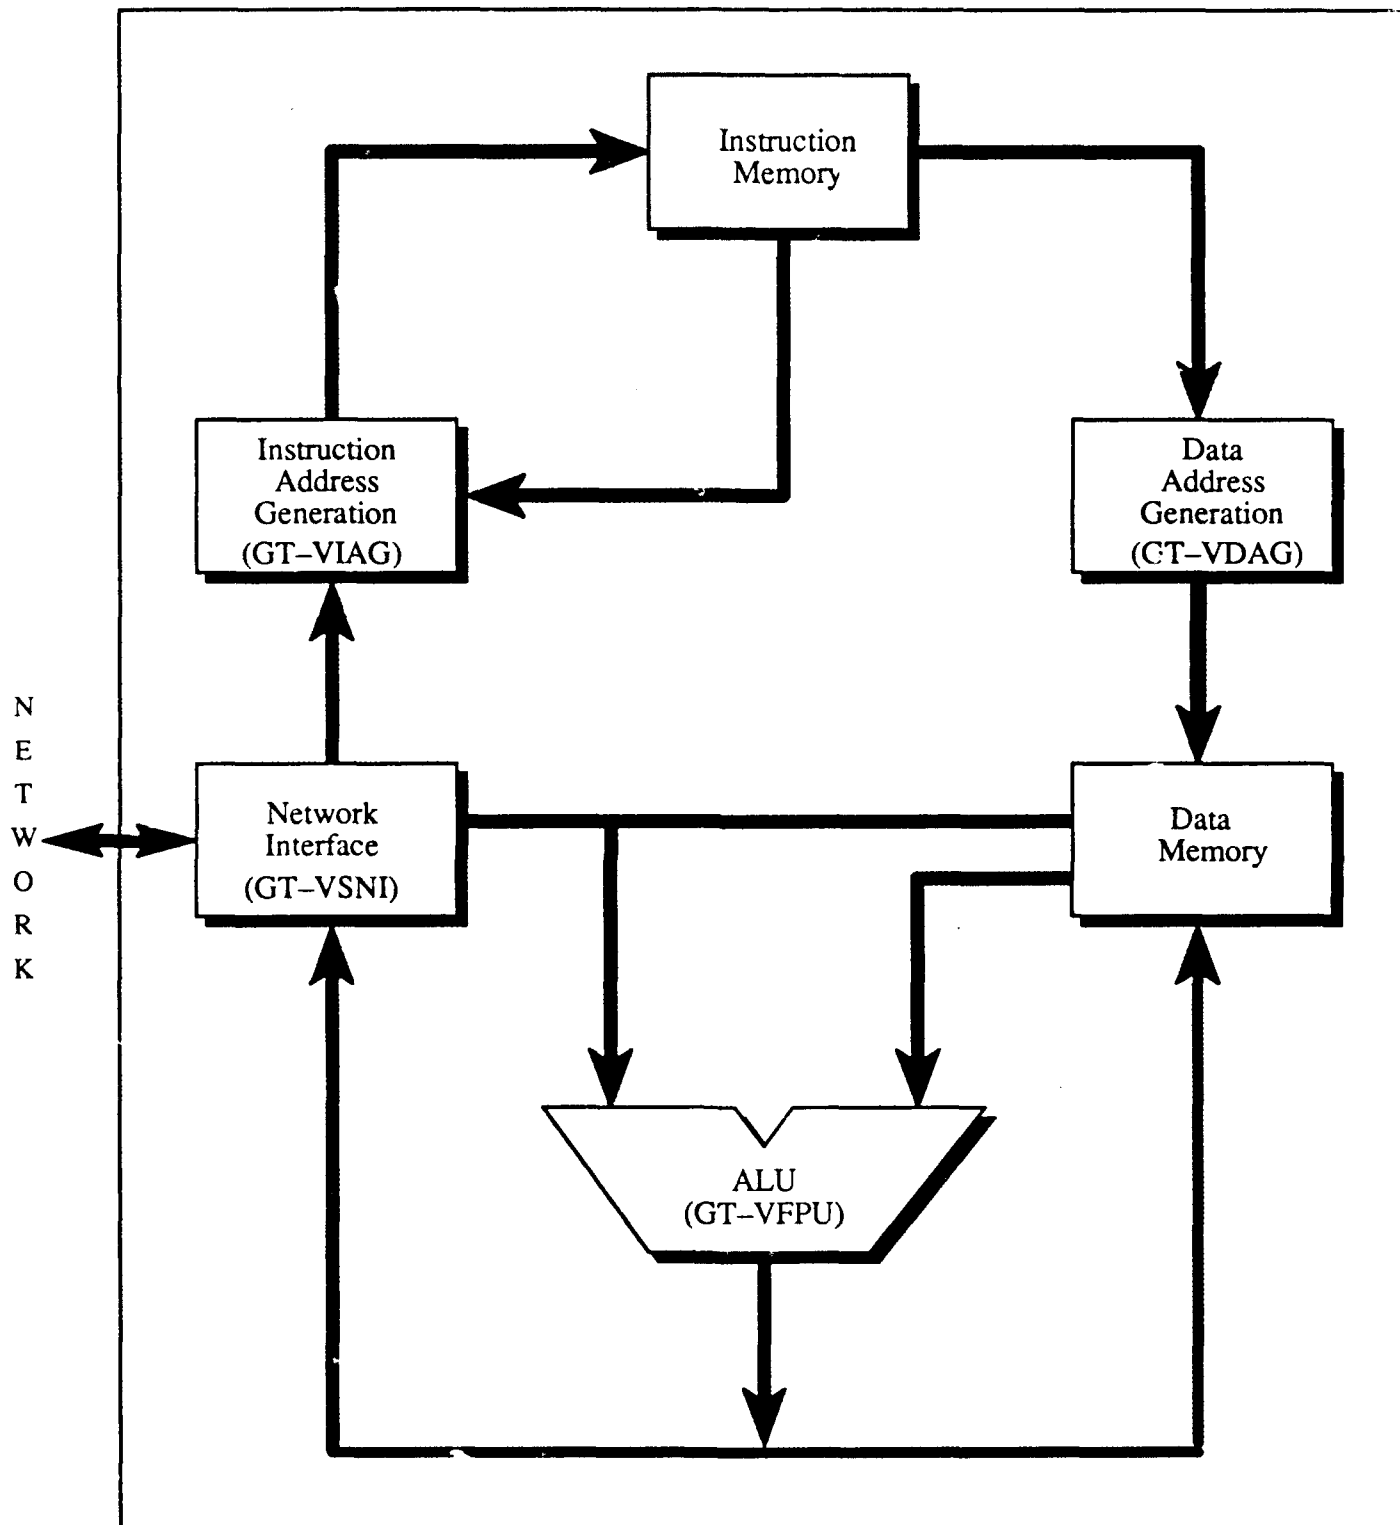 Instruction
Memory
Instruction
Address
Generation
(GT–VIAG)
Data
Address
Generation
(GT–VDAG)
NETWORK
Network
Interface
(GT–VSNI)
Data
Memory
ALU
(GT–VFPU)